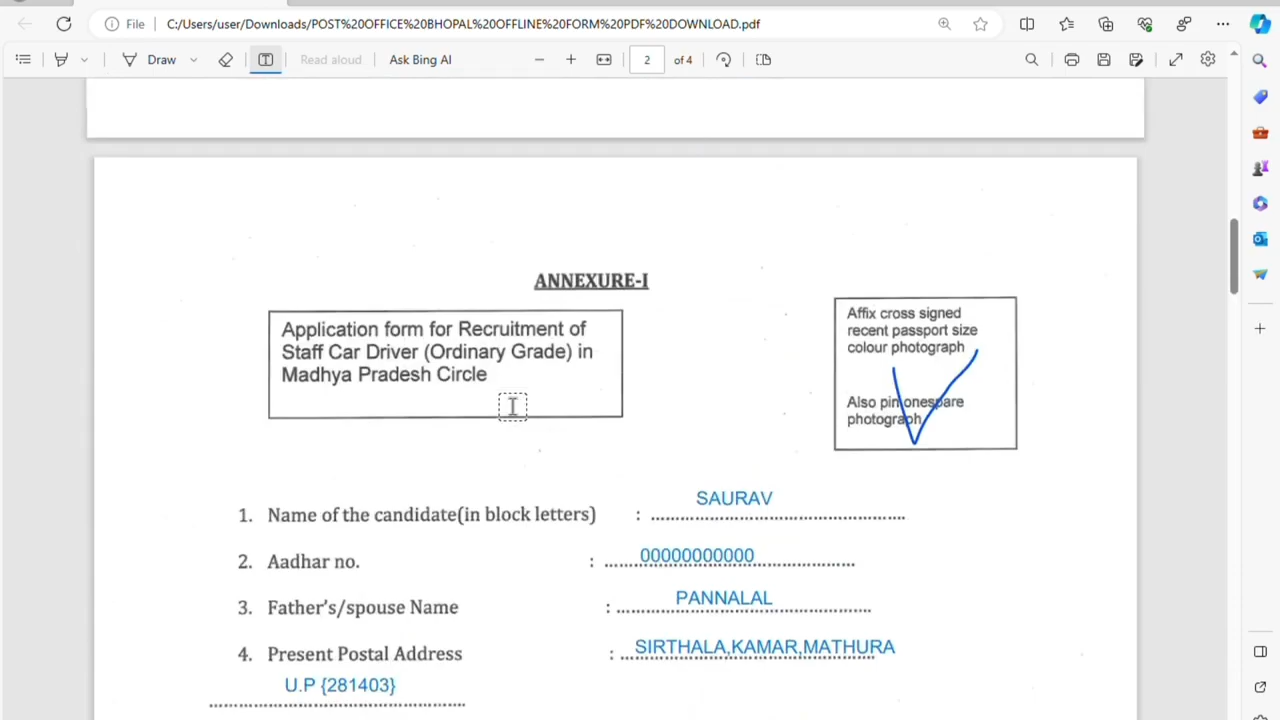 File
C:/Users/user/Downloads/POST%20OFFICE%20BHOPAL%20OFFLINE%20FORM%20PDF%20DOWNLOAD.pdf
Draw
Read aloud
Ask Bing AI
2
of 4
ANNEXURE-I
Application form for Recruitment of
Staff Car Driver (Ordinary Grade) in
Madhya Pradesh Circle
Affix cross signed
recent passport size
colour photograph
Also pin onespare
photograph
1. Name of the candidate(in block letters) : SAURAV
2. Aadhar no. : 00000000000
3. Father's/spouse Name : PANNALAL
4. Present Postal Address : SIRTHALA,KAMAR,MATHURA
U.P {281403}